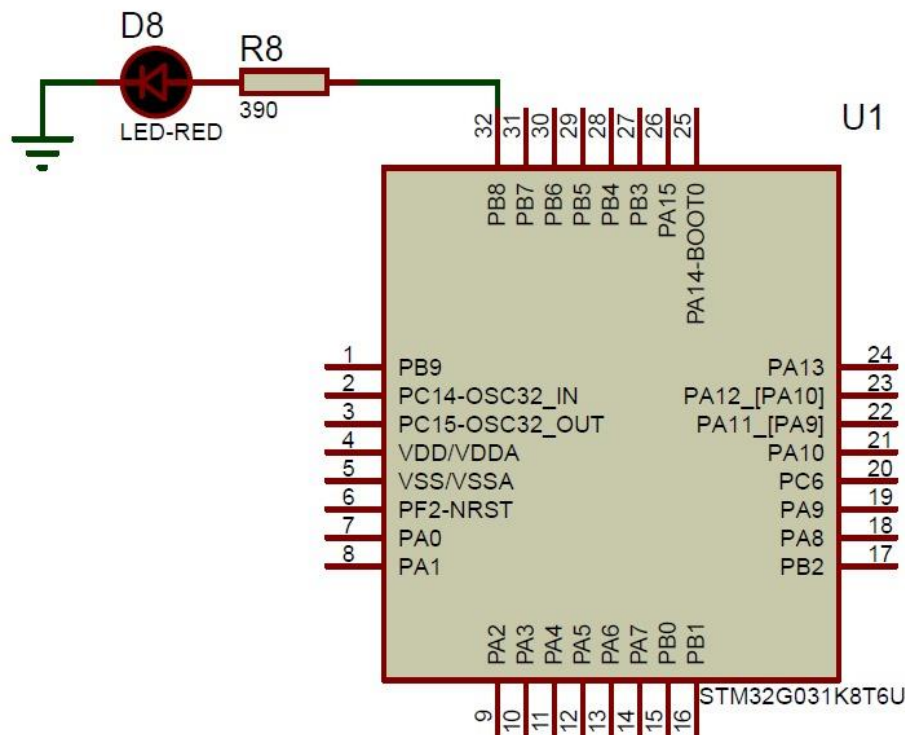 D8
R8
390
LED-RED
U1
32
31
30
29
28
27
26
25
PB8
PB7
PB6
PB5
PB4
PB3
PA15
PA14-BOOT0
1 PB9
2 PC14-OSC32_IN
3 PC15-OSC32_OUT
4 VDD/VDDA
5 VSS/VSSA
6 PF2-NRST
7 PA0
8 PA1
PA13 24
PA12_[PA10] 23
PA11_[PA9] 22
PA10 21
PC6 20
PA9 19
PA8 18
PB2 17
PA2
PA3
PA4
PA5
PA6
PA7
PB0
PB1
9
10
11
12
13
14
15
16
STM32G031K8T6U